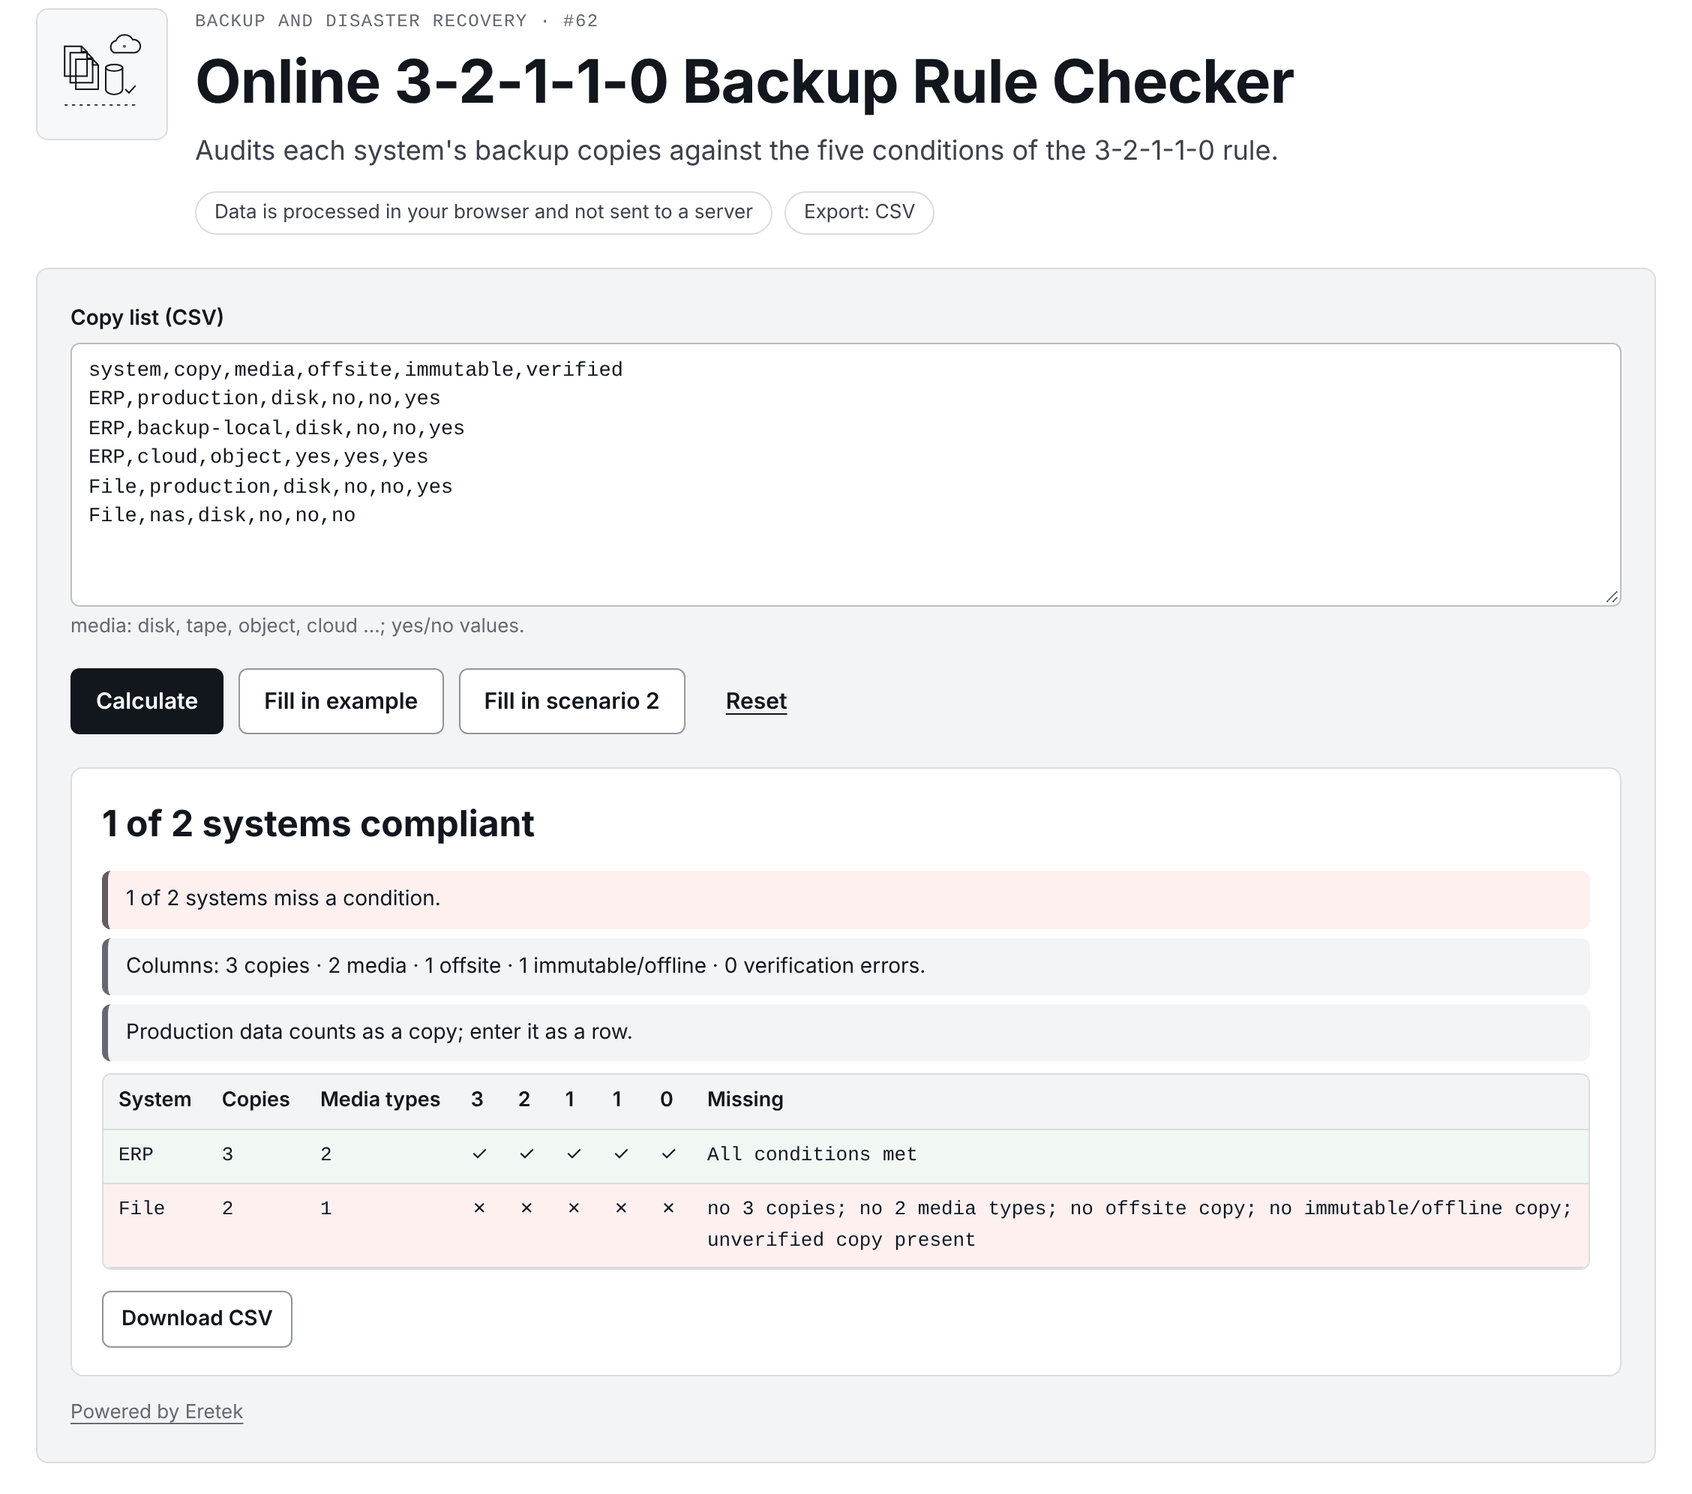 BACKUP AND DISASTER RECOVERY · #62
Online 3-2-1-1-0 Backup Rule Checker
Audits each system's backup copies against the five conditions of the 3-2-1-1-0 rule.
Data is processed in your browser and not sent to a server
Export: CSV
Copy list (CSV)
system,copy,media,offsite,immutable,verified
ERP,production,disk,no,no,yes
ERP,backup-local,disk,no,no,yes
ERP,cloud,object,yes,yes,yes
File,production,disk,no,no,yes
File,nas,disk,no,no,no
media: disk, tape, object, cloud ...; yes/no values.
Calculate Fill in example Fill in scenario 2 Reset
1 of 2 systems compliant
1 of 2 systems miss a condition.
Columns: 3 copies · 2 media · 1 offsite · 1 immutable/offline · 0 verification errors.
Production data counts as a copy; enter it as a row.
System Copies Media types 3 2 1 1 0 Missing
ERP 3 2 ✓ ✓ ✓ ✓ ✓ All conditions met
File 2 1 × × × × × no 3 copies; no 2 media types; no offsite copy; no immutable/offline copy;
unverified copy present
Download CSV
Powered by Eretek